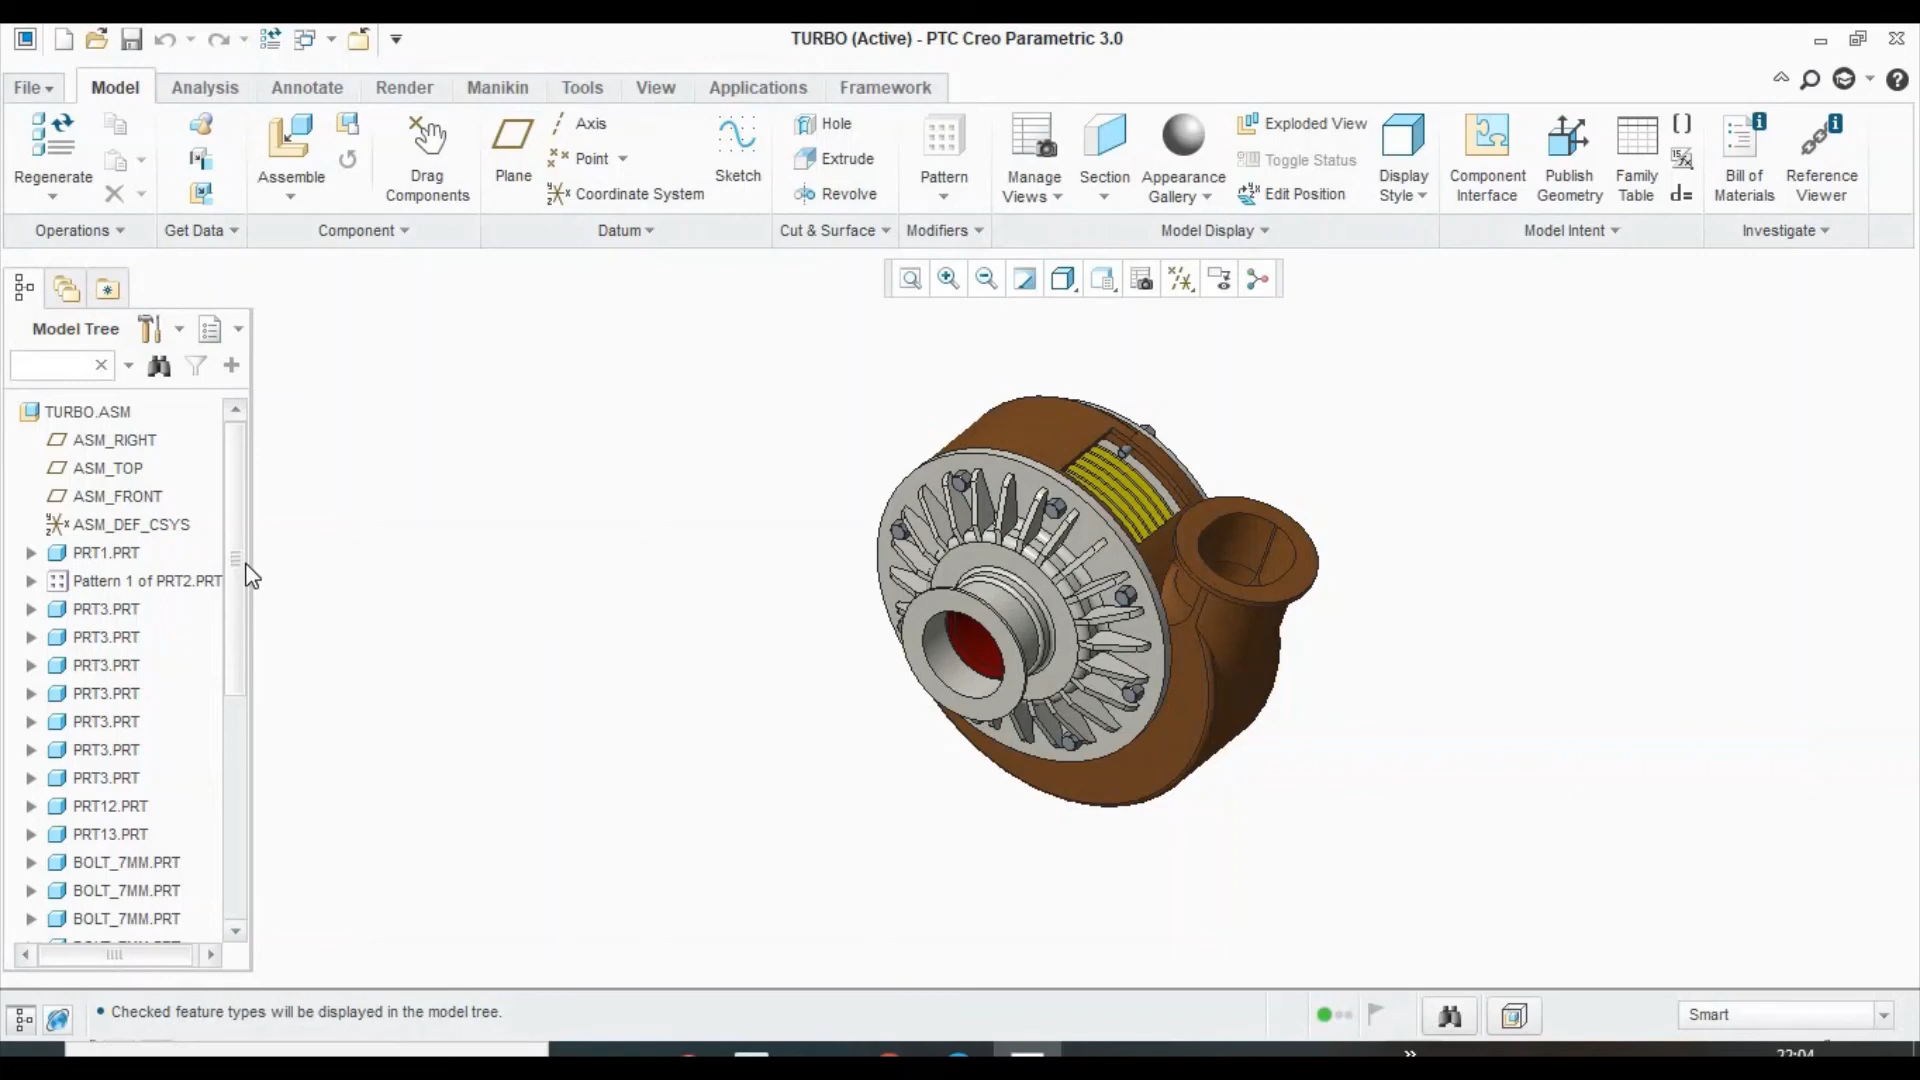 TURBO (Active) - PTC Creo Parametric 3.0
File Model Analysis Annotate Render Manikin Tools View Applications Framework
Regenerate
Assemble
Drag
Components
Plane
Axis
Point
Coordinate System
Sketch
Hole
Extrude
Revolve
Pattern
Manage
Views
Section
Appearance
Gallery
Exploded View
Toggle Status
Edit Position
Display
Style
Component
Interface
Publish
Geometry
Family
Table
d=
Bill of
Materials
Reference
Viewer
Operations Get Data Component Datum Cut & Surface Modifiers Model Display Model Intent Investigate
Model Tree
TURBO.ASM
ASM_RIGHT
ASM_TOP
ASM_FRONT
ASM_DEF_CSYS
PRT1.PRT
Pattern 1 of PRT2.PRT
PRT3.PRT
PRT3.PRT
PRT3.PRT
PRT3.PRT
PRT3.PRT
PRT3.PRT
PRT3.PRT
PRT12.PRT
PRT13.PRT
BOLT_7MM.PRT
BOLT_7MM.PRT
BOLT_7MM.PRT
Checked feature types will be displayed in the model tree.
Smart